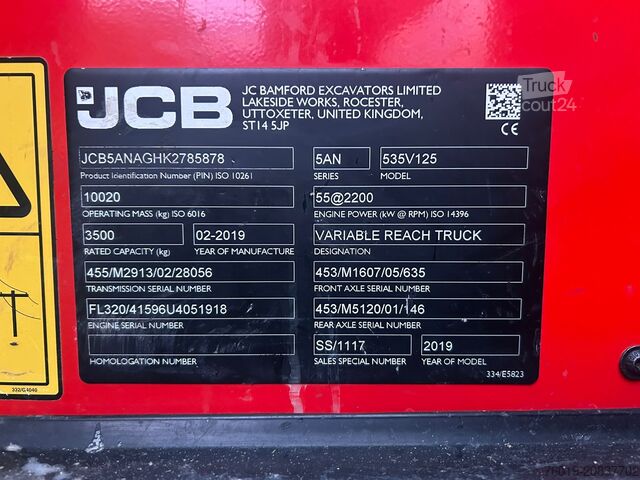 JCB
JC BAMFORD EXCAVATORS LIMITED
LAKESIDE WORKS, ROCESTER,
UTTOXETER, UNITED KINGDOM,
ST14 5JP
CE
Truck
Scout24
JCB5ANAGHK2785878 5AN 535V125
Product Identification Number (PIN) ISO 10261 SERIES MODEL
10020 55@2200
OPERATING MASS (kg) ISO 6016 ENGINE POWER (kW @ RPM) ISO 14396
3500 02-2019 VARIABLE REACH TRUCK
RATED CAPACITY (kg) YEAR OF MANUFACTURE DESIGNATION
455/M2913/02/28056 453/M1607/05/635
TRANSMISSION SERIAL NUMBER FRONT AXLE SERIAL NUMBER
FL320/41596U4051918 453/M5120/01/146
ENGINE SERIAL NUMBER REAR AXLE SERIAL NUMBER
SS/1117 2019
HOMOLOGATION NUMBER SALES SPECIAL NUMBER YEAR OF MODEL
334/E5823
332/C4040